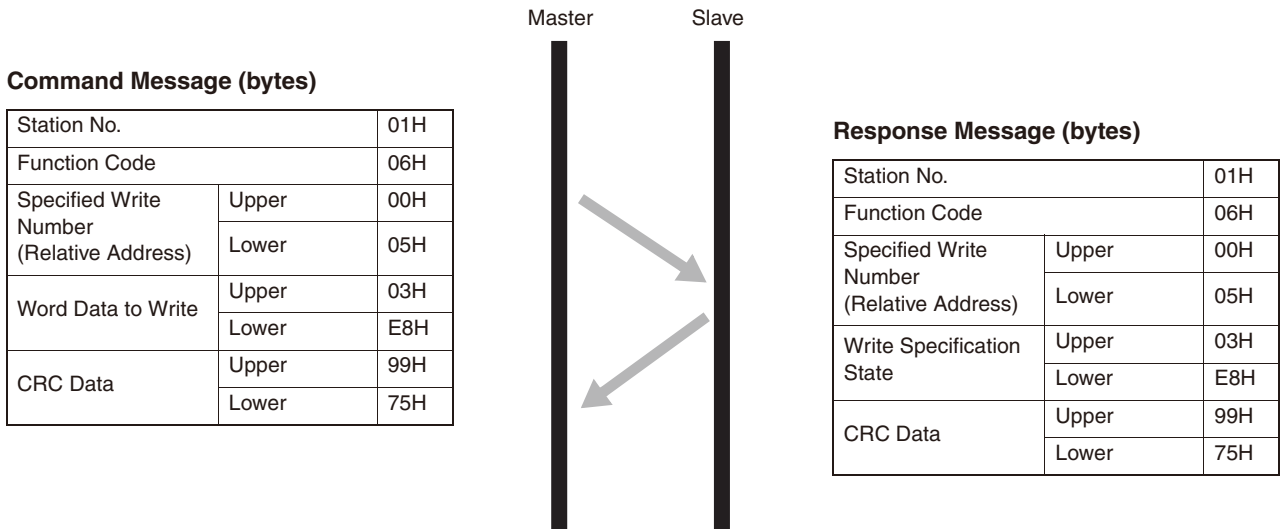 Master
Slave
Command Message (bytes)
Station No.
01H
Function Code
06H
Specified Write
Number
(Relative Address)
Upper
00H
Lower
05H
Word Data to Write
Upper
03H
Lower
E8H
CRC Data
Upper
99H
Lower
75H
Response Message (bytes)
Station No.
01H
Function Code
06H
Specified Write
Number
(Relative Address)
Upper
00H
Lower
05H
Write Specification
State
Upper
03H
Lower
E8H
CRC Data
Upper
99H
Lower
75H